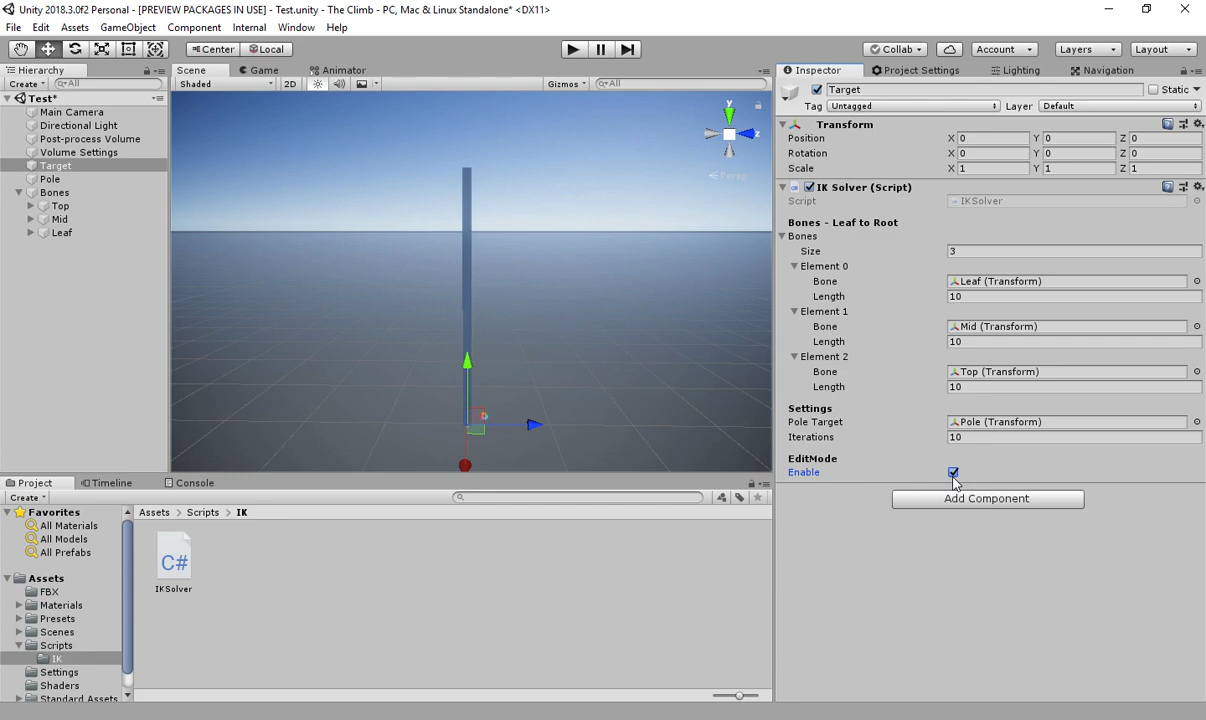 Unity 2018.3.0f2 Personal - [PREVIEW PACKAGES IN USE] - Test.unity - The Climb - PC, Mac & Linux Standalone* <DX11>
File Edit Assets GameObject Component Internal Window Help
Center Local Collab Account Layers Layout
Hierarchy Scene Game Animator Inspector Project Settings Lighting Navigation
Create All Shaded 2D Gizmos All Target Static
Test*
Main Camera
Directional Light
Post-process Volume
Volume Settings
Target
Pole
Bones
Top
Mid
Leaf
y
z
Persp
Tag Untagged Layer Default
Transform
Position X 0 Y 0 Z 0
Rotation X 0 Y 0 Z 0
Scale X 1 Y 1 Z 1
IK Solver (Script)
Script IKSolver
Bones - Leaf to Root
Bones
Size 3
Element 0
Bone Leaf (Transform)
Length 10
Element 1
Bone Mid (Transform)
Length 10
Element 2
Bone Top (Transform)
Length 10
Settings
Pole Target Pole (Transform)
Iterations 10
EditMode
Enable
Add Component
Project Timeline Console
Create
Favorites
All Materials
All Models
All Prefabs
Assets
FBX
Materials
Presets
Scenes
Scripts
IK
Settings
Shaders
Standard Assets
Assets Scripts IK
C#
IKSolver